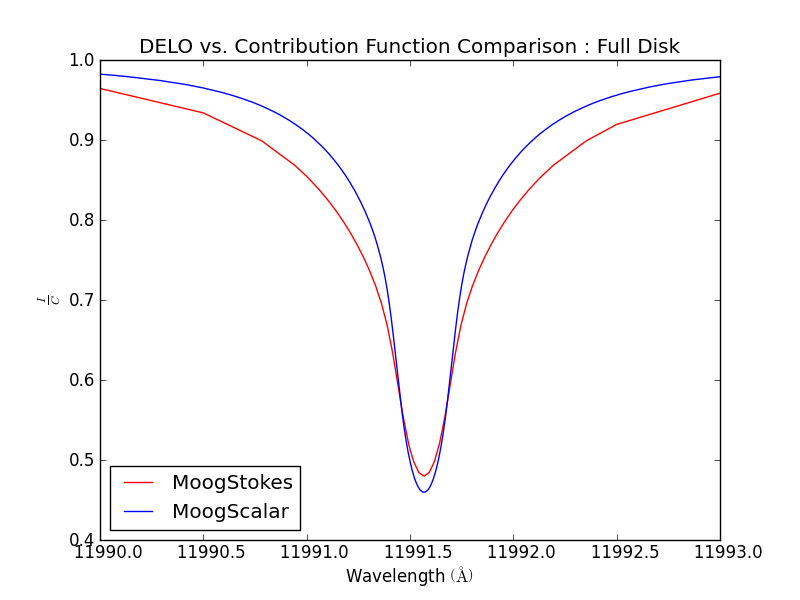 DELO vs. Contribution Function Comparison : Full Disk
1.0
0.9
0.8
0.7
0.6
0.5
0.4
I
C
MoogStokes
MoogScalar
11990.0 11990.5 11991.0 11991.5 11992.0 11992.5 11993.0
Wavelength (Å)